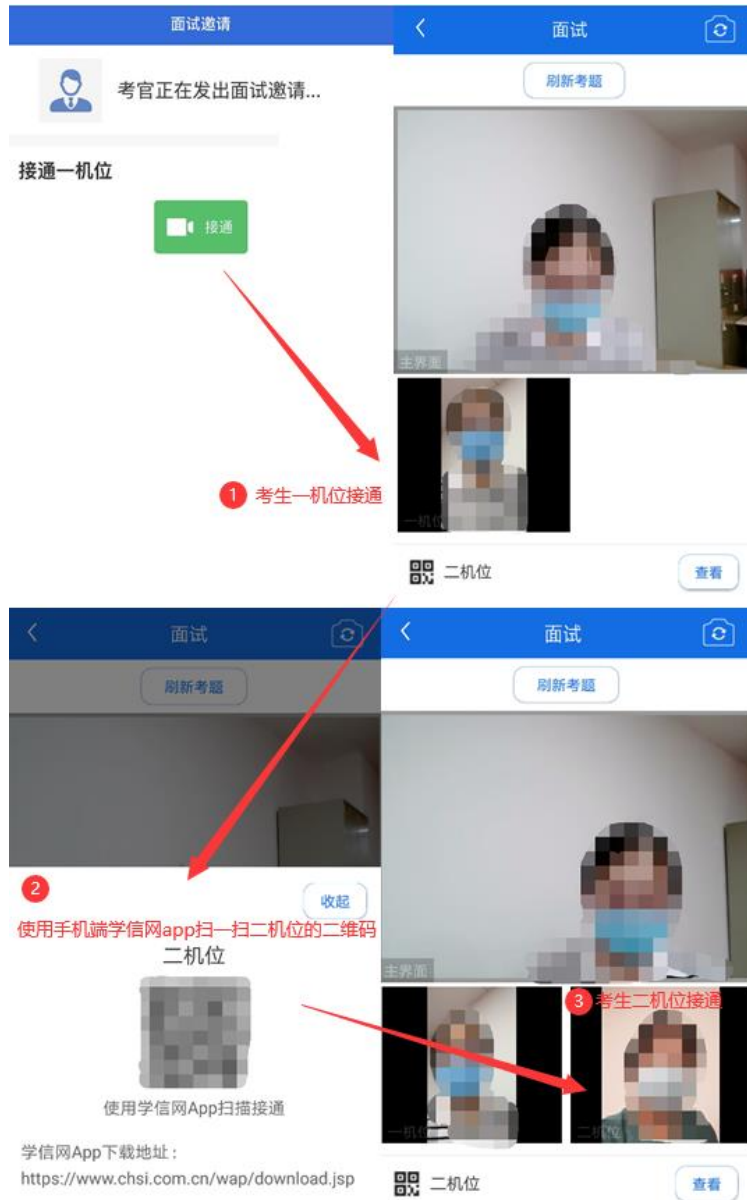 面试邀请
考官正在发出面试邀请...
接通一机位
接通
1 考生一机位接通
面试
刷新考题
主界面
一机位
二机位
查看
面试
刷新考题
2
收起
使用手机端学信网app扫一扫二机位的二维码
二机位
使用学信网App扫描接通
学信网App下载地址：
https://www.chsi.com.cn/wap/download.jsp
面试
刷新考题
主界面
3 考生二机位接通
一机位
二机位
二机位
查看